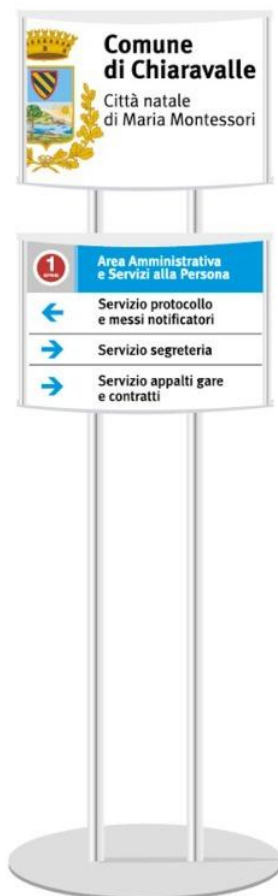 Comune
di Chiaravalle
Città natale
di Maria Montessori
1
Area Amministrativa
e Servizi alla Persona
Servizio protocollo
e messi notificatori
Servizio segreteria
Servizio appalti gare
e contratti